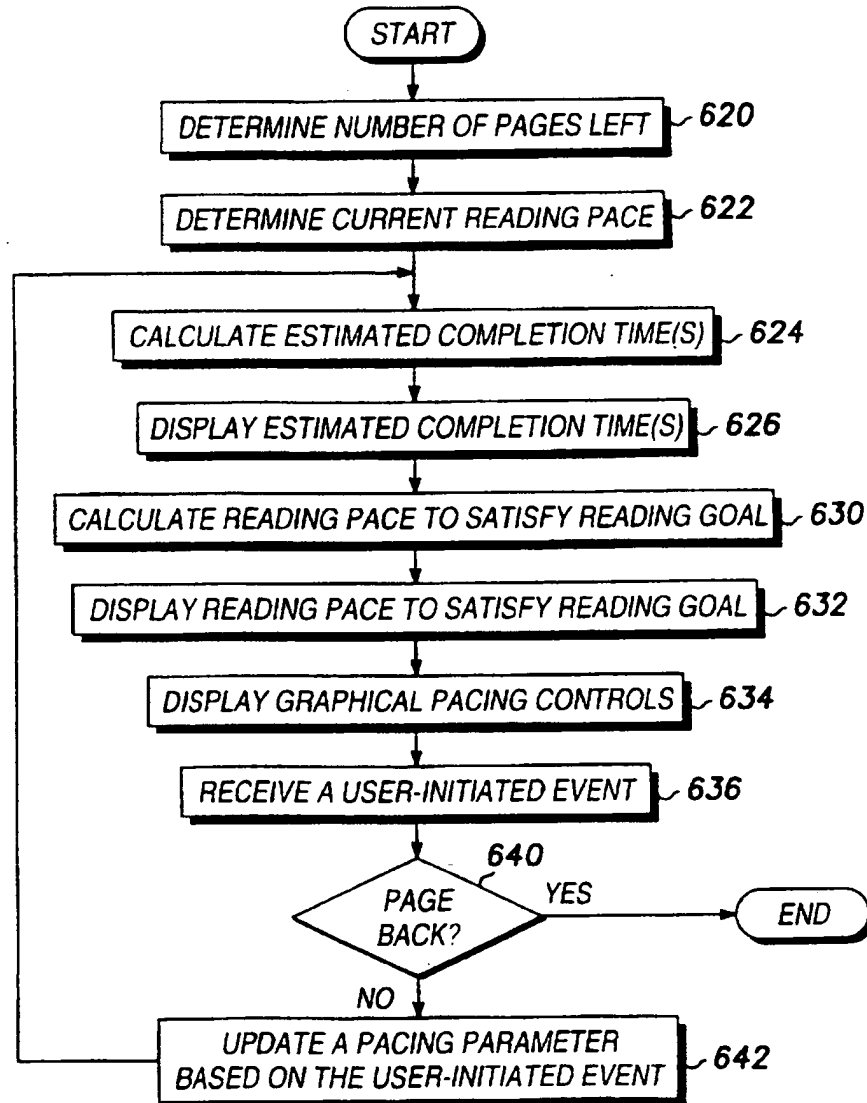 START
DETERMINE NUMBER OF PAGES LEFT
620
DETERMINE CURRENT READING PACE
622
CALCULATE ESTIMATED COMPLETION TIME(S)
624
DISPLAY ESTIMATED COMPLETION TIME(S)
626
CALCULATE READING PACE TO SATISFY READING GOAL
630
DISPLAY READING PACE TO SATISFY READING GOAL
632
DISPLAY GRAPHICAL PACING CONTROLS
634
RECEIVE A USER-INITIATED EVENT
636
640
PAGE
BACK?
YES
END
NO
UPDATE A PACING PARAMETER
BASED ON THE USER-INITIATED EVENT
642